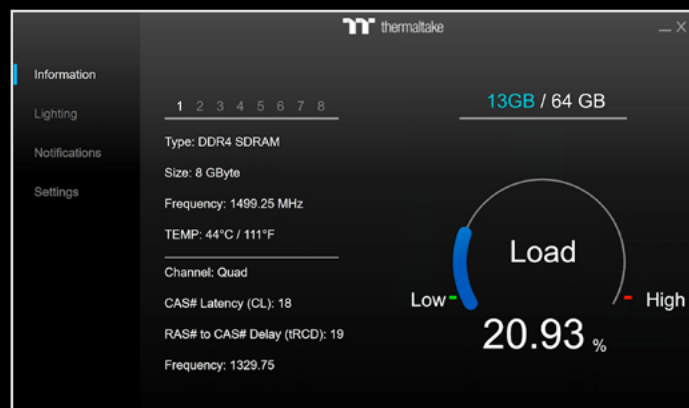 thermaltake
Information
Lighting
Notifications
Settings
1 2 3 4 5 6 7 8
Type: DDR4 SDRAM
Size: 8 GByte
Frequency: 1499.25 MHz
TEMP: 44°C / 111°F
Channel: Quad
CAS# Latency (CL): 18
RAS# to CAS# Delay (tRCD): 19
Frequency: 1329.75
13GB / 64 GB
Load
Low
High
20.93 %